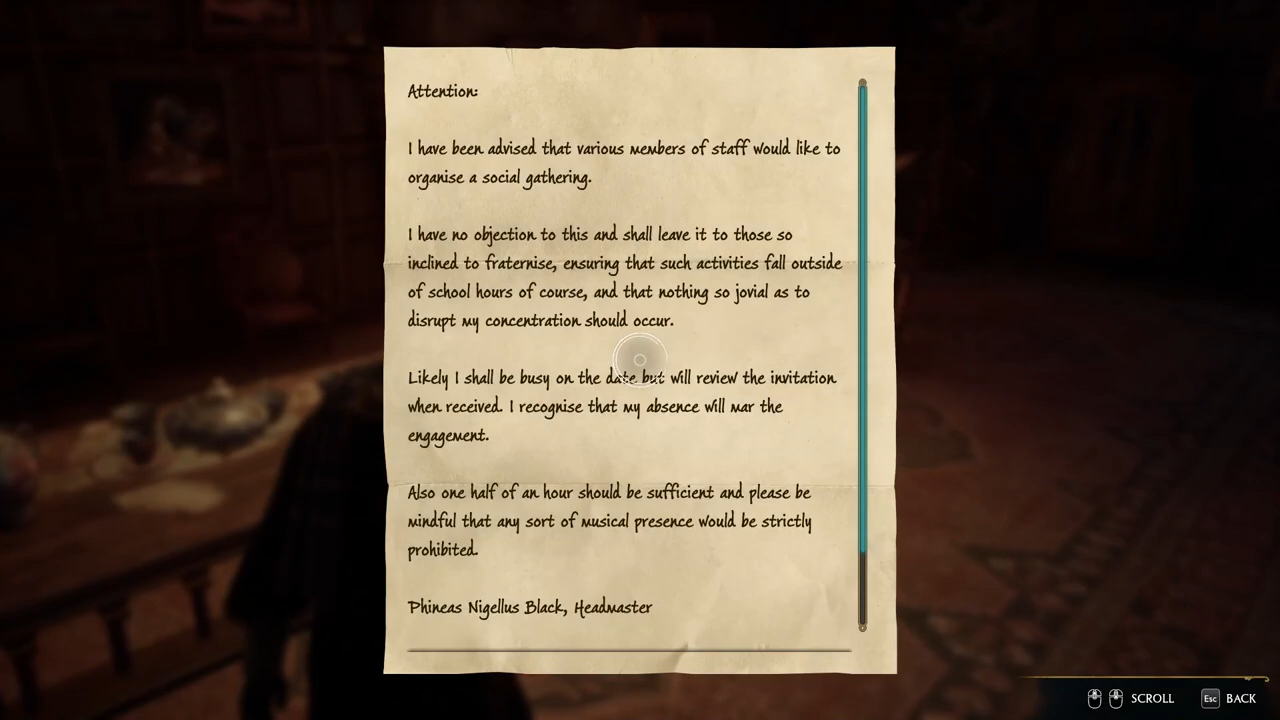 Attention:
I have been advised that various members of staff would like to
organise a social gathering.
I have no objection to this and shall leave it to those so
inclined to fraternise, ensuring that such activities fall outside
of school hours of course, and that nothing so jovial as to
disrupt my concentration should occur.
Likely I shall be busy on the date but will review the invitation
when received. I recognise that my absence will mar the
engagement.
Also one half of an hour should be sufficient and please be
mindful that any sort of musical presence would be strictly
prohibited.
Phineas Nigellus Black, Headmaster
SCROLL Esc BACK